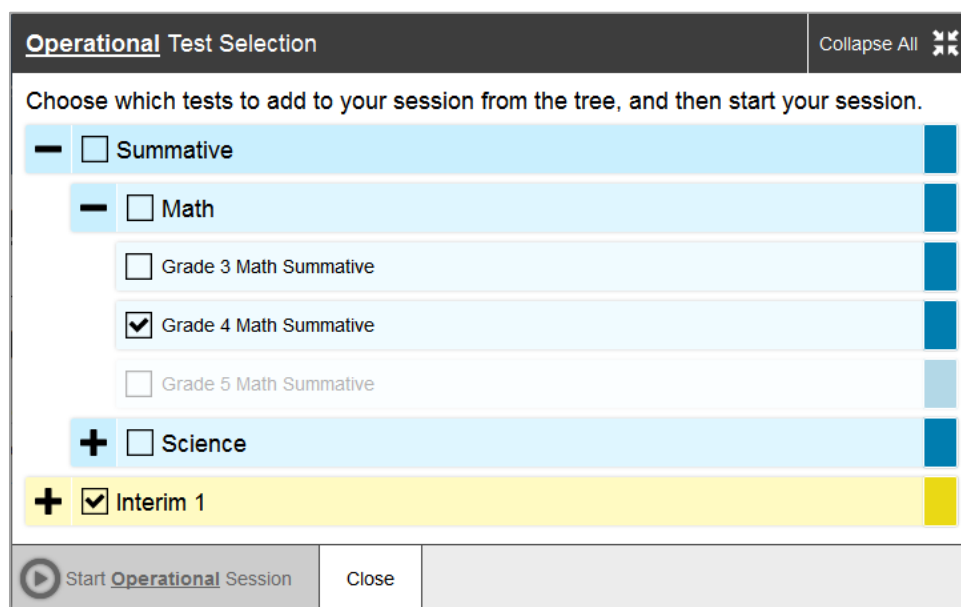 Operational Test Selection
Collapse All
Choose which tests to add to your session from the tree, and then start your session.
Summative
Math
Grade 3 Math Summative
Grade 4 Math Summative
Grade 5 Math Summative
Science
Interim 1
Start Operational Session
Close